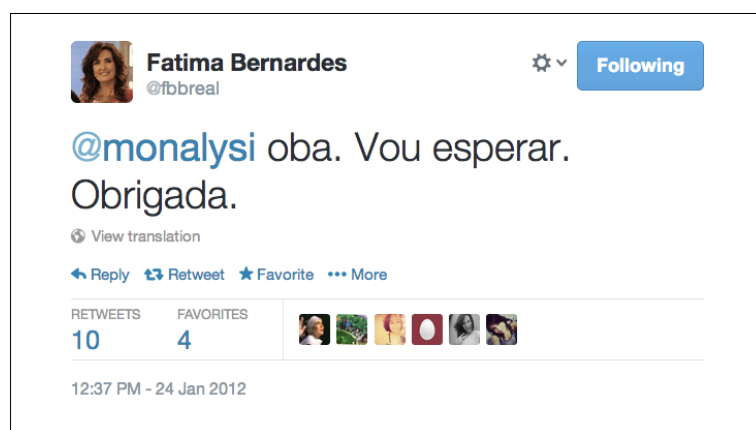 Fatima Bernardes
@fbbreal
Following
@monalysi oba. Vou esperar.
Obrigada.
View translation
Reply Retweet Favorite More
RETWEETS FAVORITES
10 4
12:37 PM - 24 Jan 2012